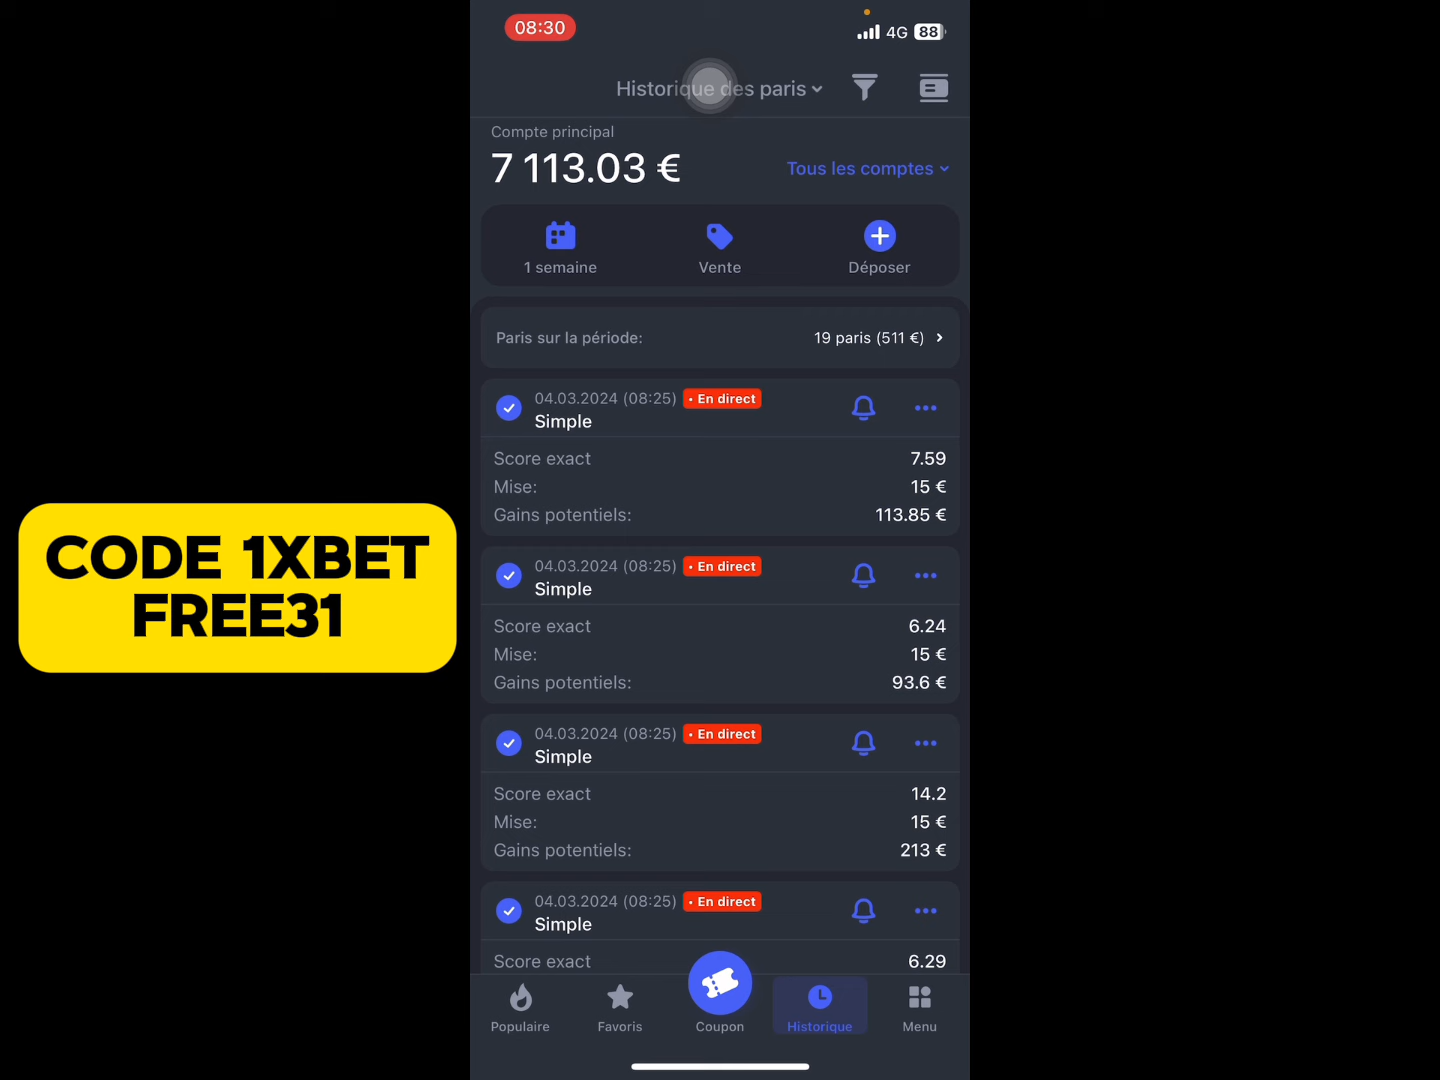 08:30
4G 88
Historique des paris
Compte principal
7 113.03 €
Tous les comptes
1 semaine
Vente
Déposer
Paris sur la période:
19 paris (511 €)
04.03.2024 (08:25) • En direct
Simple
Score exact 7.59
Mise: 15 €
Gains potentiels: 113.85 €
04.03.2024 (08:25) • En direct
Simple
Score exact 6.24
Mise: 15 €
Gains potentiels: 93.6 €
04.03.2024 (08:25) • En direct
Simple
Score exact 14.2
Mise: 15 €
Gains potentiels: 213 €
04.03.2024 (08:25) • En direct
Simple
Score exact 6.29
Populaire
Favoris
Coupon
Historique
Menu
CODE 1XBET
FREE31